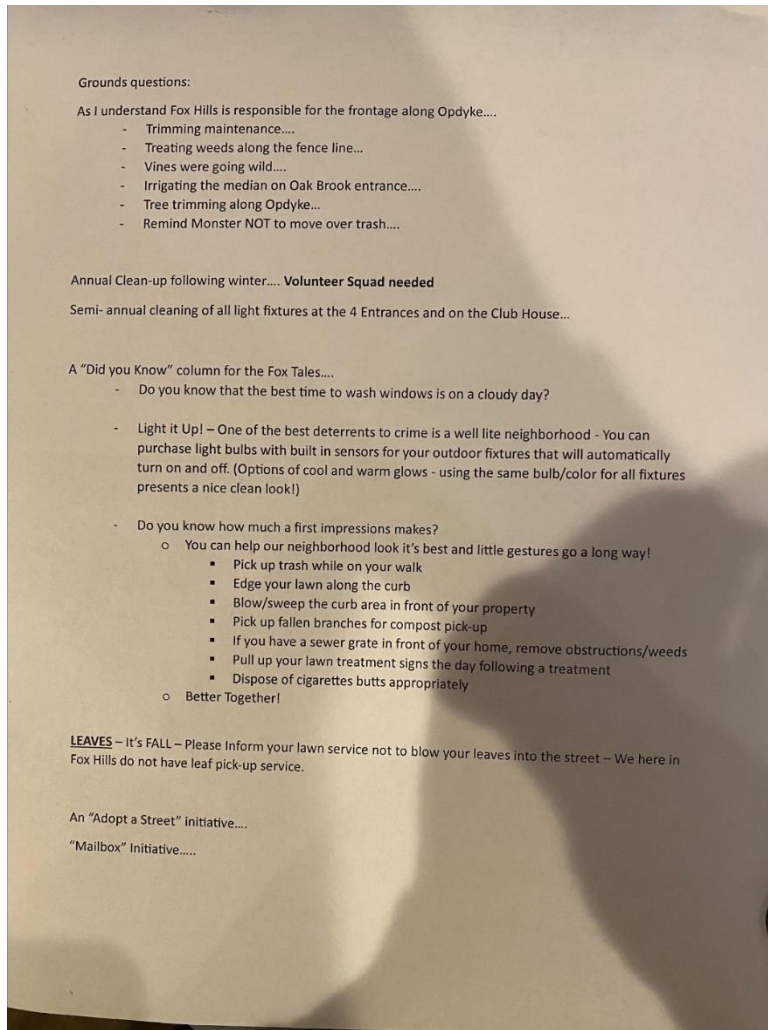 Grounds questions:
As I understand Fox Hills is responsible for the frontage along Opdyke....
- Trimming maintenance....
- Treating weeds along the fence line...
- Vines were going wild....
- Irrigating the median on Oak Brook entrance....
- Tree trimming along Opdyke...
- Remind Monster NOT to move over trash....
Annual Clean-up following winter.... Volunteer Squad needed
Semi- annual cleaning of all light fixtures at the 4 Entrances and on the Club House...
A “Did you Know” column for the Fox Tales....
- Do you know that the best time to wash windows is on a cloudy day?
- Light it Up! – One of the best deterrents to crime is a well lite neighborhood - You can
purchase light bulbs with built in sensors for your outdoor fixtures that will automatically
turn on and off. (Options of cool and warm glows - using the same bulb/color for all fixtures
presents a nice clean look!)
- Do you know how much a first impressions makes?
o You can help our neighborhood look it’s best and little gestures go a long way!
▪ Pick up trash while on your walk
▪ Edge your lawn along the curb
▪ Blow/sweep the curb area in front of your property
▪ Pick up fallen branches for compost pick-up
▪ If you have a sewer grate in front of your home, remove obstructions/weeds
▪ Pull up your lawn treatment signs the day following a treatment
▪ Dispose of cigarettes butts appropriately
o Better Together!
LEAVES – It’s FALL – Please Inform your lawn service not to blow your leaves into the street – We here in
Fox Hills do not have leaf pick-up service.
An “Adopt a Street” initiative....
“Mailbox” Initiative.....